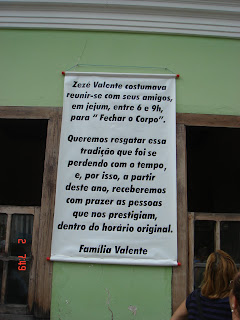 Zezé Valente costumava
reunir-se com seus amigos,
em jejum, entre 6 e 9h,
para " Fechar o Corpo".
Queremos resgatar essa
tradição que foi se
perdendo com o tempo,
e, por isso, a partir
deste ano, receberemos
com prazer as pessoas
que nos prestigiam,
dentro do horário original.
Família Valente